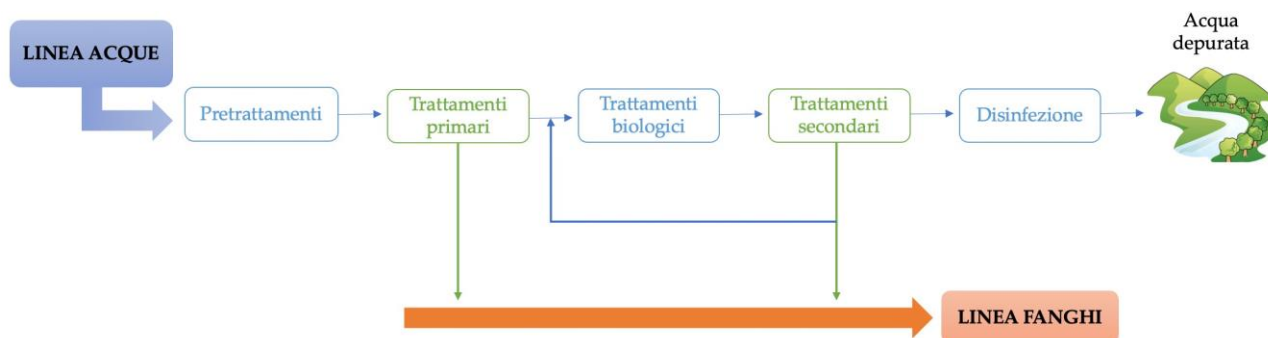 LINEA ACQUE
Pretrattamenti
Trattamenti
primari
Trattamenti
biologici
Trattamenti
secondari
Disinfezione
Acqua
depurata
LINEA FANGHI